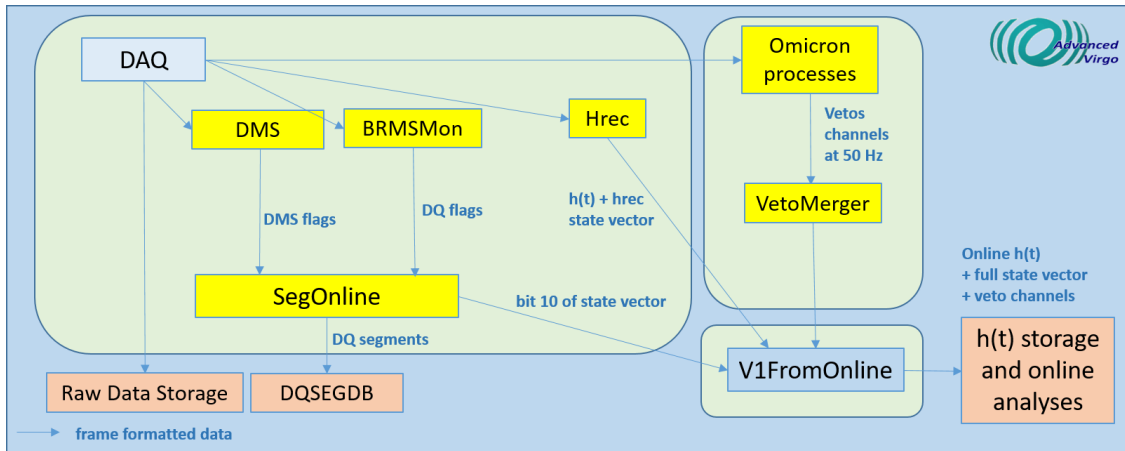 DAQ
Omicron
processes
Advanced
Virgo
DMS
BRMSMon
Hrec
Vetos
channels
at 50 Hz
DMS flags
DQ flags
h(t) + hrec
state vector
VetoMerger
SegOnline
bit 10 of state vector
Online h(t)
+ full state vector
+ veto channels
DQ segments
V1FromOnline
h(t) storage
and online
analyses
Raw Data Storage
DQSEGDB
frame formatted data